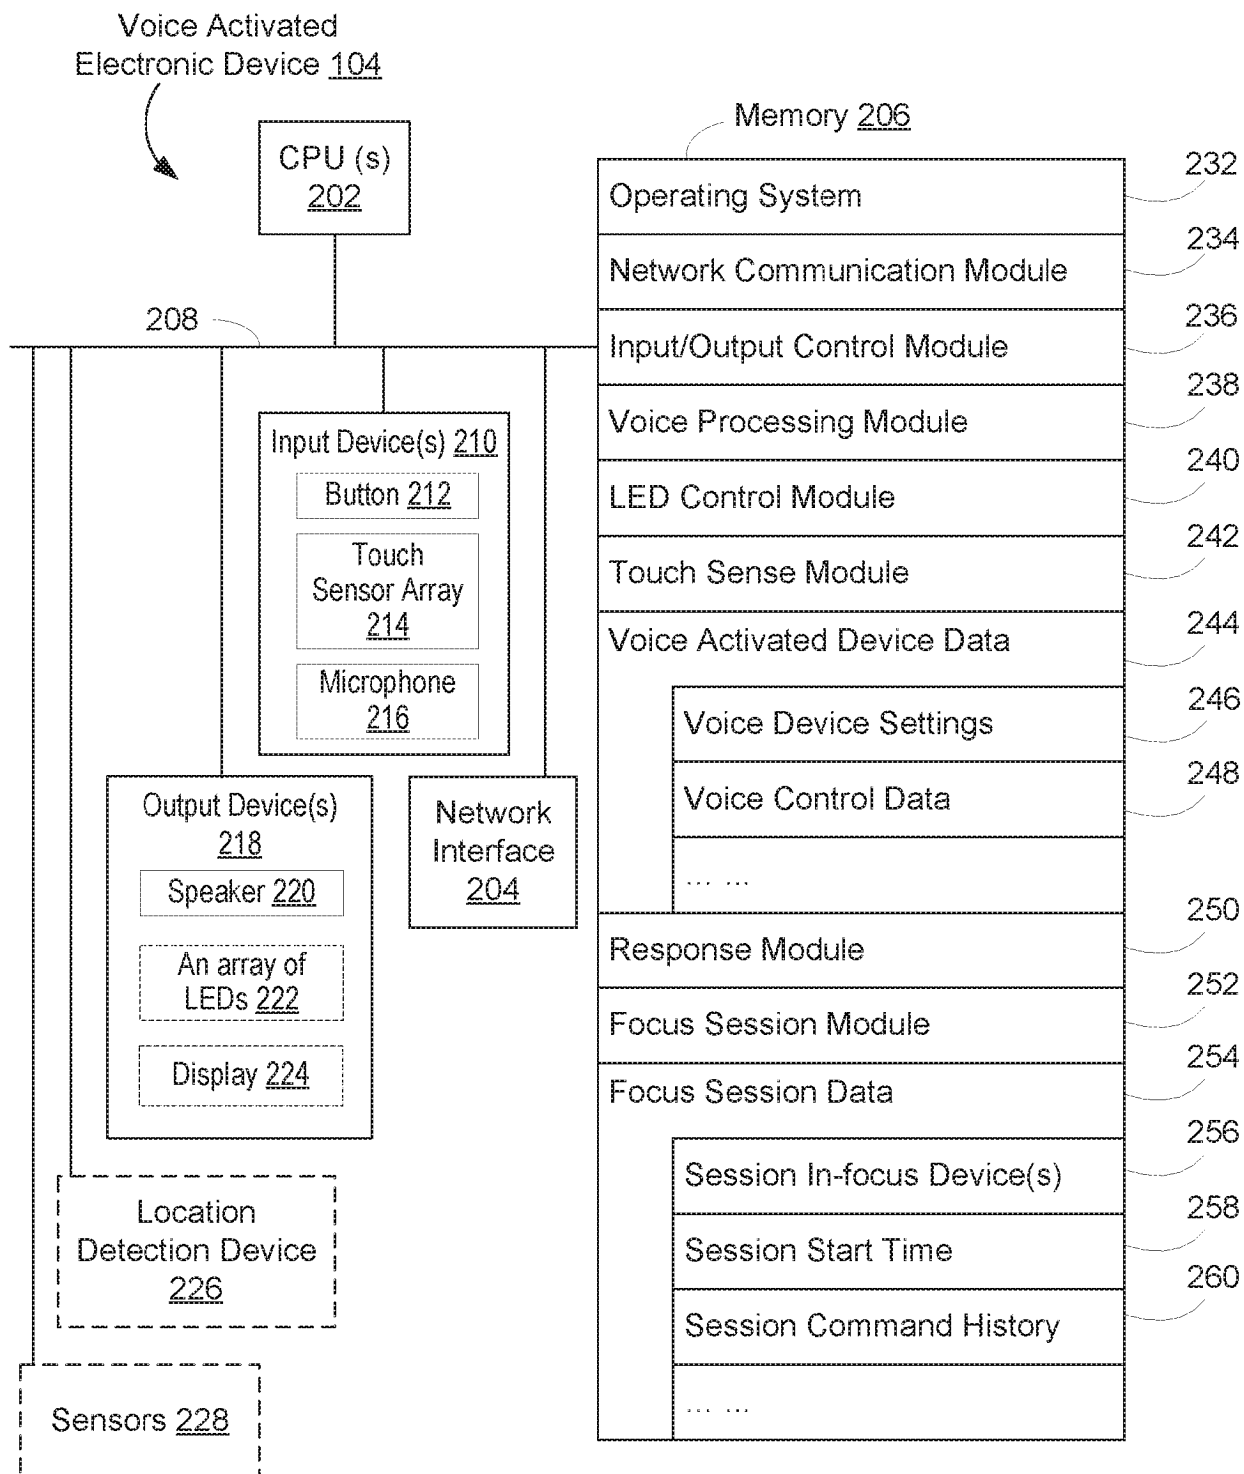 Voice Activated
Electronic Device 104
CPU (s)
202
208
Input Device(s) 210
Button 212
Touch
Sensor Array
214
Microphone
216
Output Device(s)
218
Speaker 220
An array of
LEDs 222
Display 224
Network
Interface
204
Location
Detection Device
226
Sensors 228
Memory 206
Operating System
232
Network Communication Module
234
Input/Output Control Module
236
Voice Processing Module
238
LED Control Module
240
Touch Sense Module
242
Voice Activated Device Data
244
Voice Device Settings
246
Voice Control Data
248
... ...
Response Module
250
Focus Session Module
252
Focus Session Data
254
Session In-focus Device(s)
256
Session Start Time
258
Session Command History
260
... ...